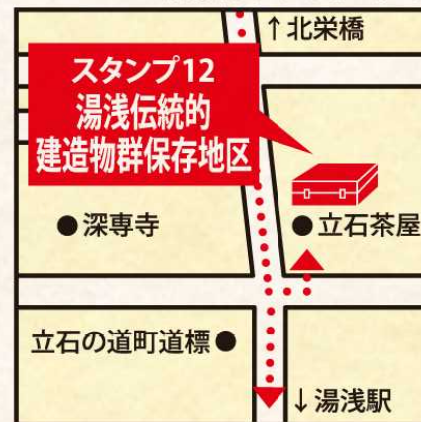 ↑北栄橋
スタンプ12
湯浅伝統的
建造物群保存地区
●深専寺
●立石茶屋
立石の道町道標●
↓湯浅駅